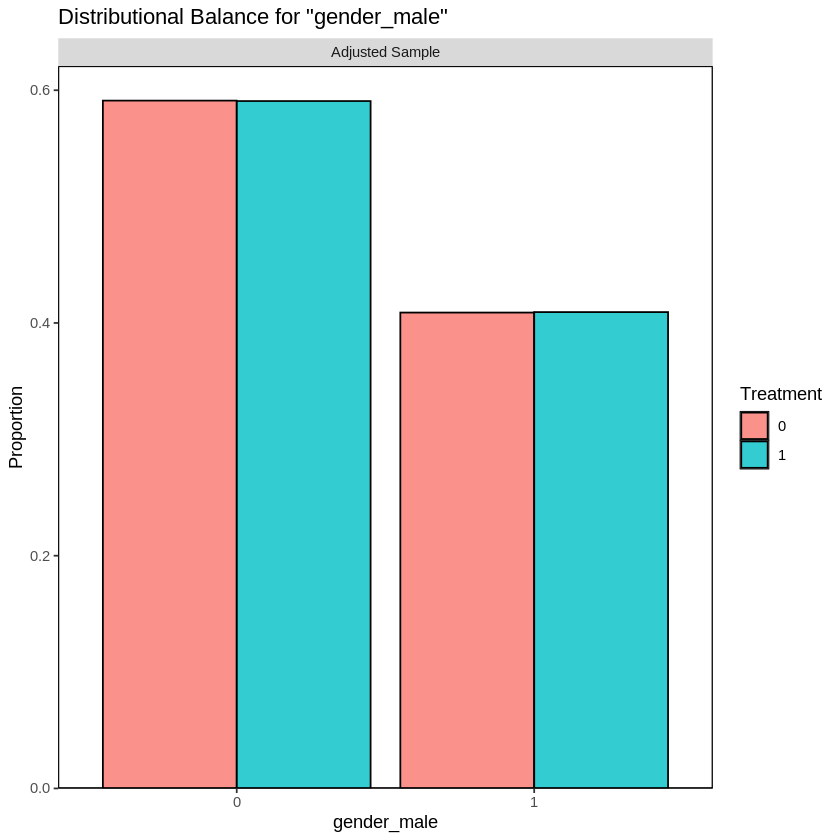 Distributional Balance for "gender_male"
Adjusted Sample
0.6
0.4
0.2
0.0
Proportion
0
1
gender_male
Treatment
0
1